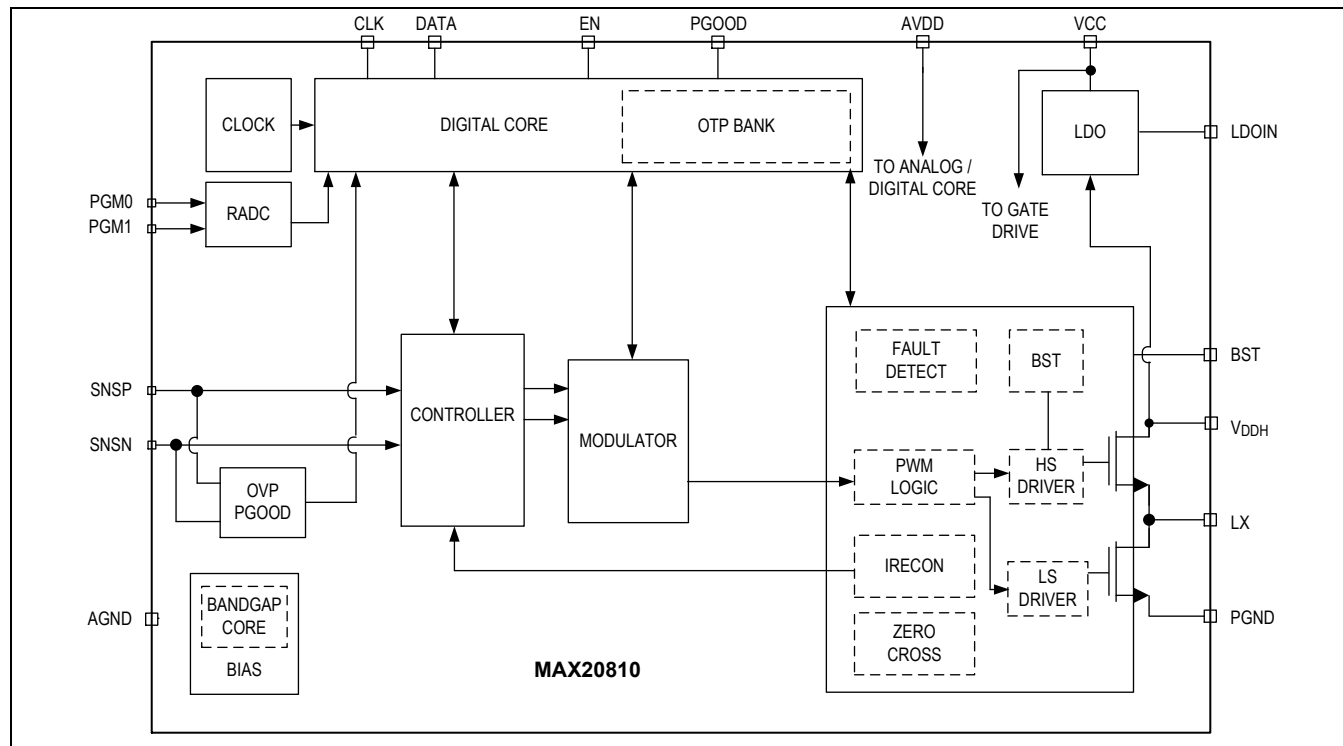 CLK
DATA
EN
PGOOD
AVDD
VCC
CLOCK
DIGITAL CORE
OTP BANK
LDO
LDOIN
TO ANALOG /
DIGITAL CORE
TO GATE
DRIVE
PGM0
PGM1
RADC
SNSP
SNSN
CONTROLLER
MODULATOR
OVP
PGOOD
FAULT
DETECT
BST
BST
VDDH
PWM
LOGIC
HS
DRIVER
LX
IRECON
LS
DRIVER
PGND
ZERO
CROSS
AGND
BANDGAP
CORE
BIAS
MAX20810